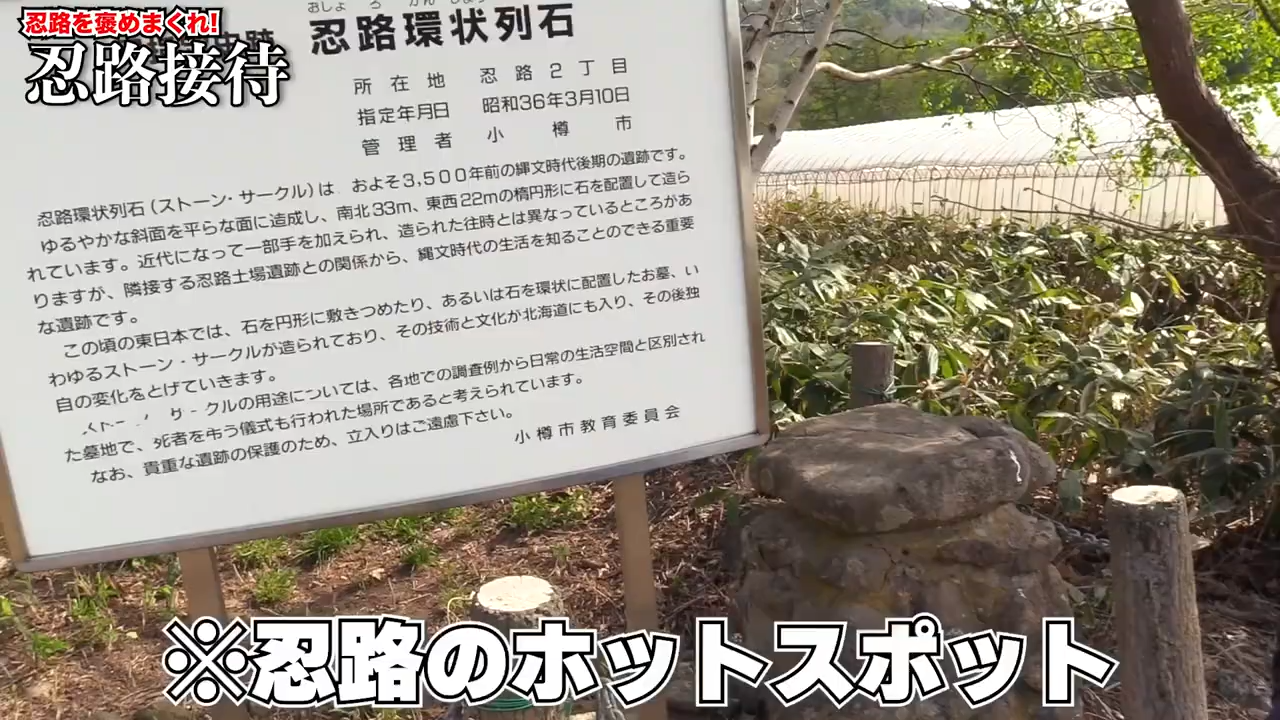 忍路を褒めまくれ!
忍路接待
おしょ ろ かん じょう
史跡 忍路環状列石
所在地 忍路2丁目
指定年月日 昭和36年3月10日
管理者 小樽市
忍路環状列石(ストーン・サークル)は、およそ3,500年前の縄文時代後期の遺跡です。
ゆるやかな斜面を平らな面に造成し、南北33m、東西22mの楕円形に石を配置して造ら
れています。近代になって一部手を加えられ、造られた往時とは異なっているところがあ
りますが、隣接する忍路土場遺跡との関係から、縄文時代の生活を知ることのできる重要
な遺跡です。
この頃の東日本では、石を円形に敷きつめたり、あるいは石を環状に配置したお墓、い
わゆるストーン・サークルが造られており、その技術と文化が北海道にも入り、その後独
自の変化をとげていきます。
ストーン・サークルの用途については、各地での調査例から日常の生活空間と区別され
た墓地で、死者を弔う儀式も行われた場所であると考えられています。
なお、貴重な遺跡の保護のため、立入りはご遠慮下さい。
小樽市教育委員会
※忍路のホットスポット